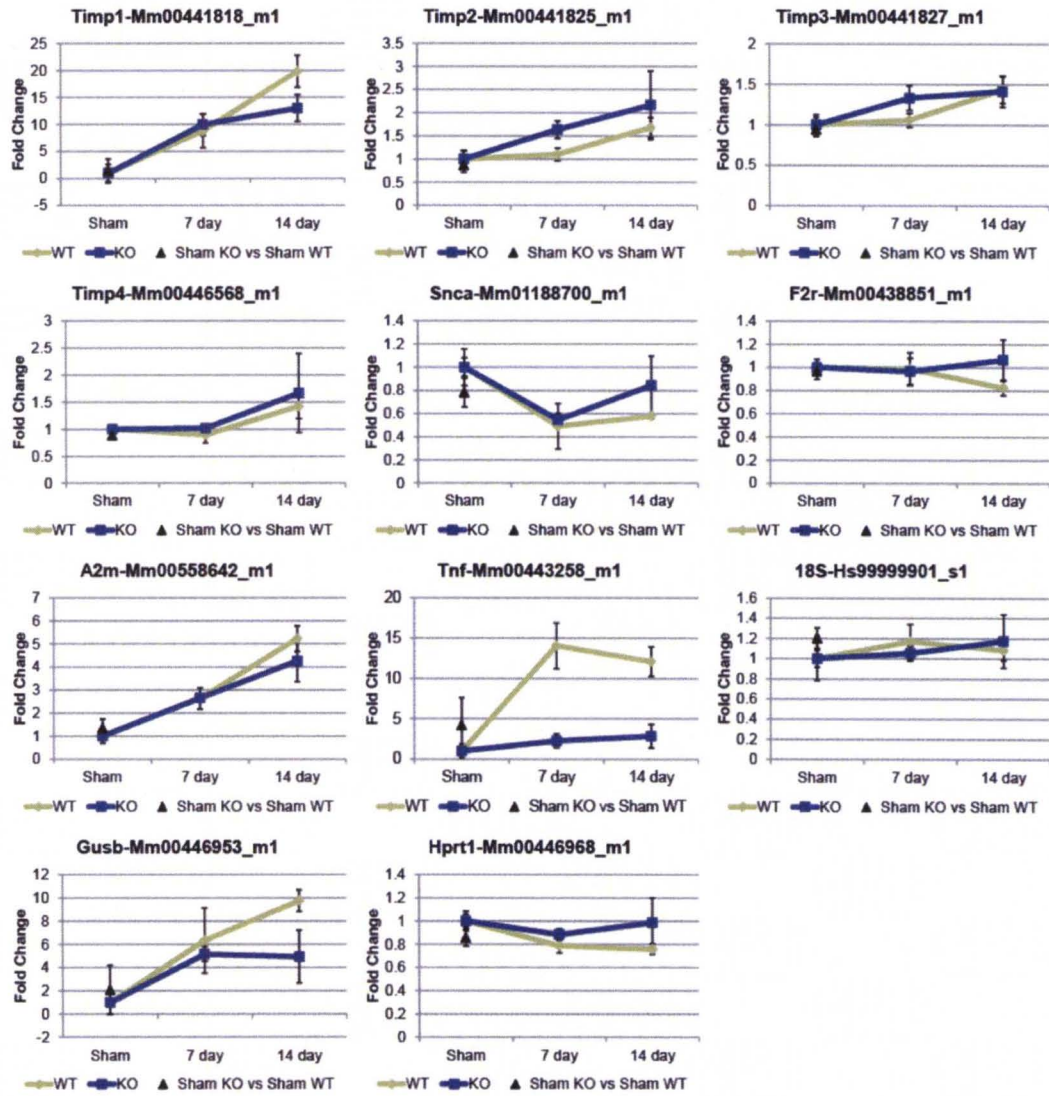 Timp1-Mm00441818_m1
Fold Change
25
20
15
10
5
0
-5
Sham 7 day 14 day
WT KO Sham KO vs Sham WT
Timp2-Mm00441825_m1
Fold Change
3.5
3
2.5
2
1.5
1
0.5
0
Sham 7 day 14 day
WT KO Sham KO vs Sham WT
Timp3-Mm00441827_m1
Fold Change
2
1.5
1
0.5
0
Sham 7 day 14 day
WT KO Sham KO vs Sham WT
Timp4-Mm00446568_m1
Fold Change
3
2.5
2
1.5
1
0.5
0
Sham 7 day 14 day
WT KO Sham KO vs Sham WT
Snca-Mm01188700_m1
Fold Change
1.4
1.2
1
0.8
0.6
0.4
0.2
0
Sham 7 day 14 day
WT KO Sham KO vs Sham WT
F2r-Mm00438851_m1
Fold Change
1.4
1.2
1
0.8
0.6
0.4
0.2
0
Sham 7 day 14 day
WT KO Sham KO vs Sham WT
A2m-Mm00558642_m1
Fold Change
7
6
5
4
3
2
1
0
Sham 7 day 14 day
WT KO Sham KO vs Sham WT
Tnf-Mm00443258_m1
Fold Change
20
15
10
5
0
Sham 7 day 14 day
WT KO Sham KO vs Sham WT
18S-Hs99999901_s1
Fold Change
1.6
1.4
1.2
1
0.8
0.6
0.4
0.2
0
Sham 7 day 14 day
WT KO Sham KO vs Sham WT
Gusb-Mm00446953_m1
Fold Change
12
10
8
6
4
2
0
-2
Sham 7 day 14 day
WT KO Sham KO vs Sham WT
Hprt1-Mm00446968_m1
Fold Change
1.4
1.2
1
0.8
0.6
0.4
0.2
0
Sham 7 day 14 day
WT KO Sham KO vs Sham WT